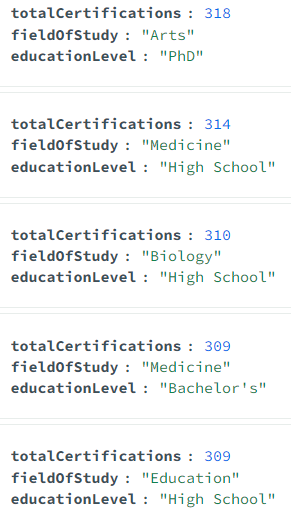 totalCertifications : 318
fieldOfStudy : "Arts"
educationLevel : "PhD"
totalCertifications : 314
fieldOfStudy : "Medicine"
educationLevel : "High School"
totalCertifications : 310
fieldOfStudy : "Biology"
educationLevel : "High School"
totalCertifications : 309
fieldOfStudy : "Medicine"
educationLevel : "Bachelor's"
totalCertifications : 309
fieldOfStudy : "Education"
educationLevel : "High School"